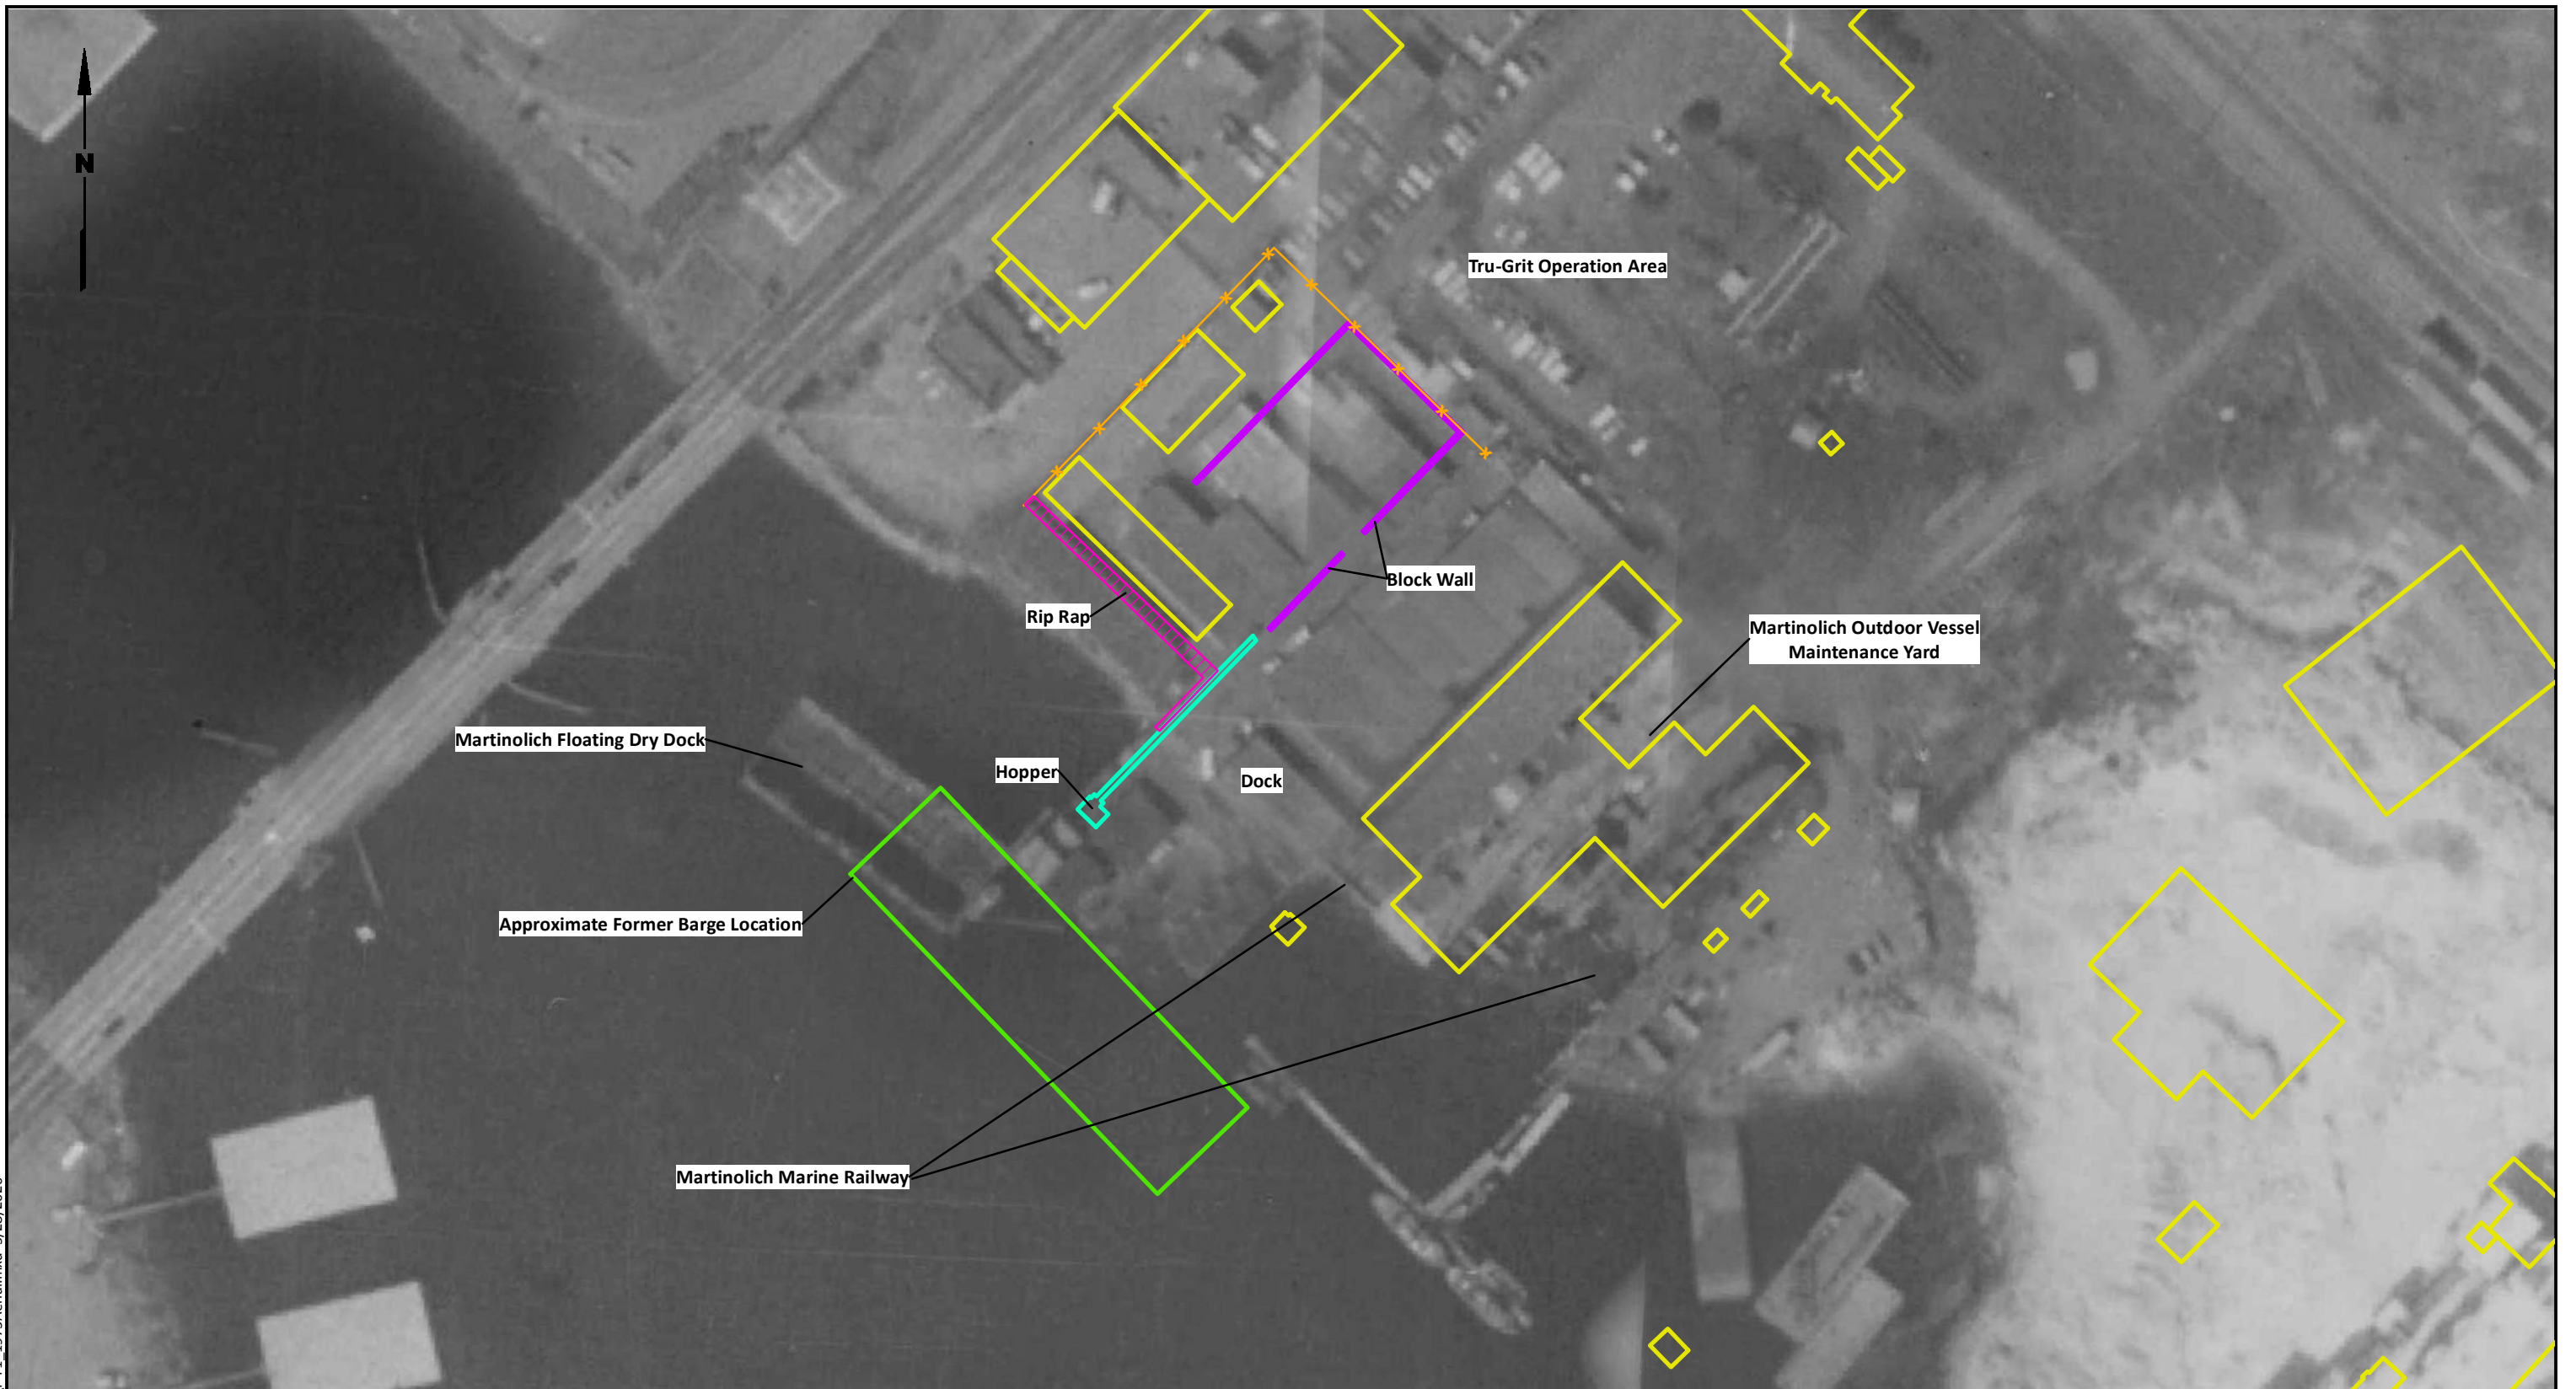 N
Tru-Grit Operation Area
Block Wall
Rip Rap
Martinolich Outdoor Vessel
Maintenance Yard
Martinolich Floating Dry Dock
Hopper
Dock
Approximate Former Barge Location
Martinolich Marine Railway